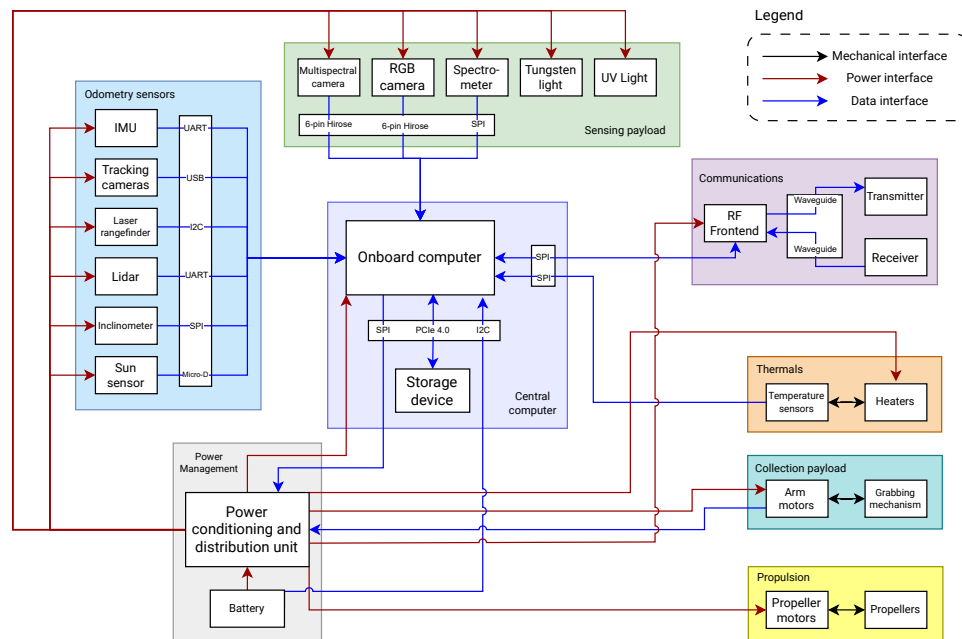 Legend
Mechanical interface
Power interface
Data interface
Multispectral
camera
RGB
camera
Spectro-
meter
Tungsten
light
UV Light
6-pin Hirose
6-pin Hirose
SPI
Sensing payload
Odometry sensors
IMU
UART
Tracking
cameras
USB
Laser
rangefinder
I2C
Lidar
UART
Inclinometer
SPI
Sun
sensor
Micro-D
Onboard computer
SPI
SPI
SPI
PCIe 4.0
I2C
Storage
device
Central
computer
Communications
RF
Frontend
Waveguide
Waveguide
Transmitter
Receiver
Thermals
Temperature
sensors
Heaters
Power
Management
Power
conditioning and
distribution unit
Battery
Collection payload
Arm
motors
Grabbing
mechanism
Propulsion
Propeller
motors
Propellers